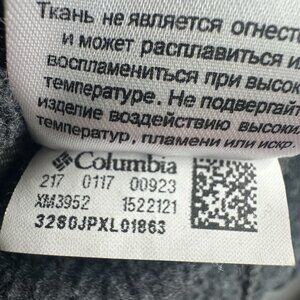 Ткань не является огнест
и может расплавиться и
воспламениться при высок
температуре. Не подвергай
изделие воздействию высоки
температур, пламени или искр.
Columbia
217 0117 00923
XM3952 1522121
3280JPXL01863